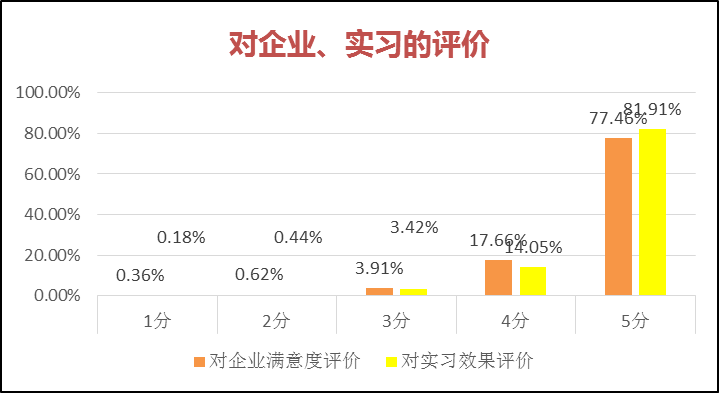 对企业、实习的评价
100.00%
80.00%
60.00%
40.00%
20.00%
0.00%
0.36%
0.18%
0.62%
0.44%
3.91%
3.42%
17.66%
14.05%
77.46%
81.91%
1分
2分
3分
4分
5分
对企业满意度评价
对实习效果评价